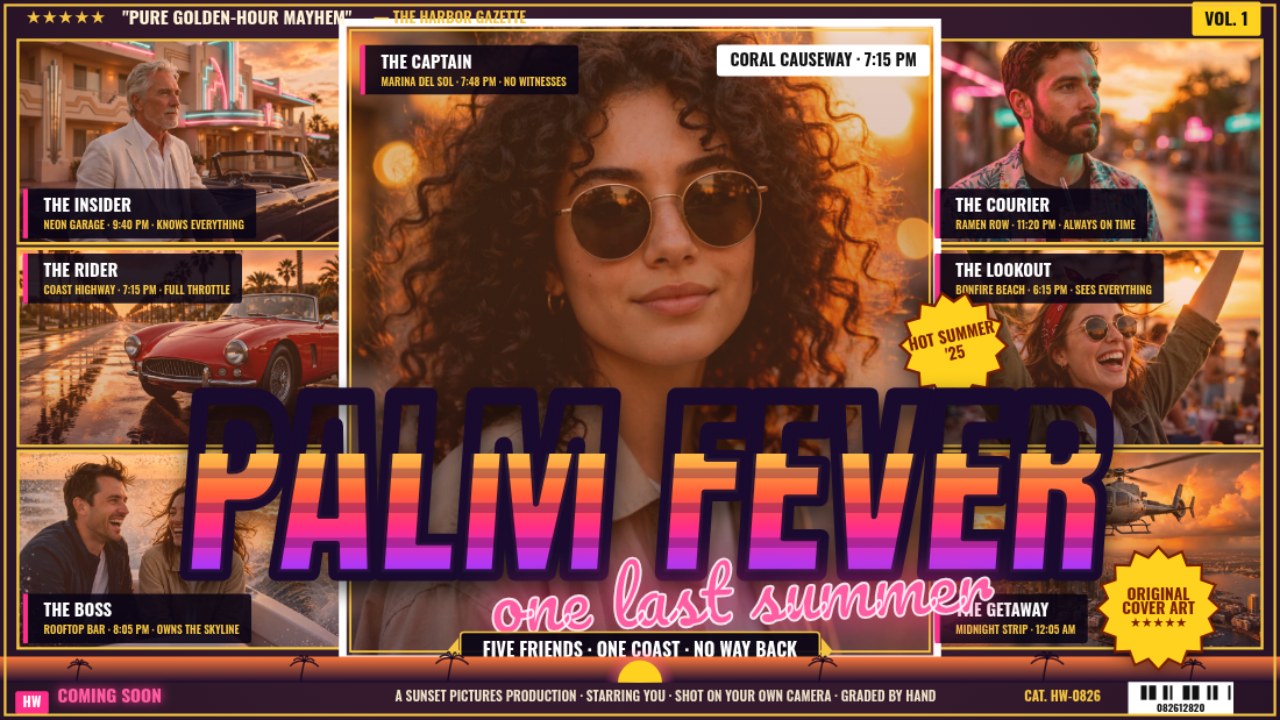 ★★★★★ "PURE GOLDEN-HOUR MAYHEM" — THE HARBOR GAZETTE
VOL. 1
THE CAPTAIN
MARINA DEL SOL · 7:48 PM · NO WITNESSES
CORAL CAUSEWAY · 7:15 PM
THE INSIDER
NEON GARAGE · 9:40 PM · KNOWS EVERYTHING
THE COURIER
RAMEN ROW · 11:20 PM · ALWAYS ON TIME
THE RIDER
COAST HIGHWAY · 7:15 PM · FULL THROTTLE
THE LOOKOUT
BONFIRE BEACH · 6:15 PM · SEES EVERYTHING
HOT SUMMER
'25
PALM FEVER
one last summer
THE BOSS
ROOFTOP BAR · 8:05 PM · OWNS THE SKYLINE
THE GETAWAY
MIDNIGHT STRIP · 12:05 AM
ORIGINAL
COVER ART
★★★★★
FIVE FRIENDS · ONE COAST · NO WAY BACK
HW COMING SOON
A SUNSET PICTURES PRODUCTION · STARRING YOU · SHOT ON YOUR OWN CAMERA · GRADED BY HAND
CAT. HW-0826
082612820